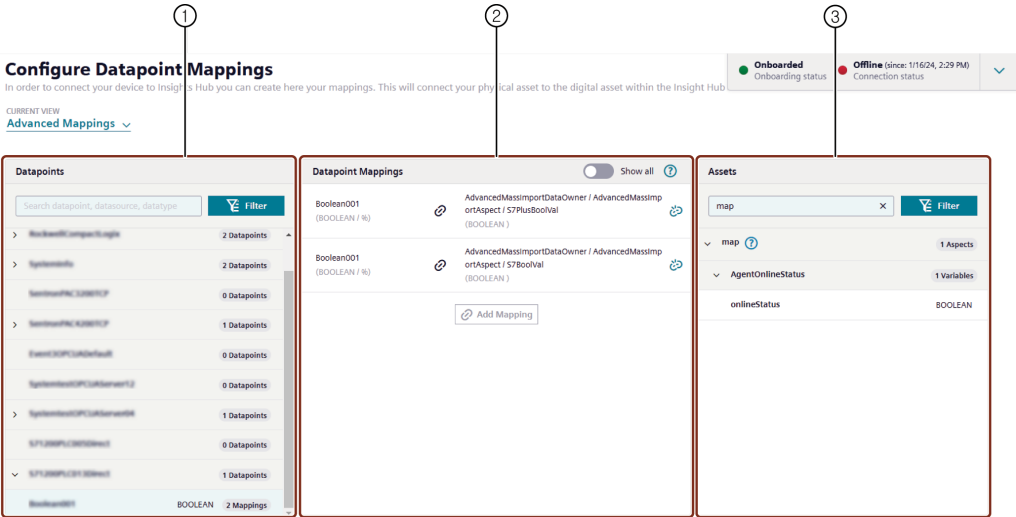 1
2
3
Configure Datapoint Mappings
In order to connect your device to Insights Hub you can create here your mappings. This will connect your physical asset to the digital asset within the Insight Hub
Onboarded
Onboarding status
Offline (since: 1/16/24, 2:29 PM)
Connection status
CURRENT VIEW
Advanced Mappings
Datapoints
Search datapoint, datasource, datatype
Filter
2 Datapoints
2 Datapoints
0 Datapoints
1 Datapoints
0 Datapoints
0 Datapoints
1 Datapoints
0 Datapoints
1 Datapoints
BOOLEAN 2 Mappings
Datapoint Mappings
Show all ?
Boolean001
(BOOLEAN / %)
AdvancedMassImportDataOwner / AdvancedMassImp
ortAspect / S7PlusBoolVal
(BOOLEAN )
Boolean001
(BOOLEAN / %)
AdvancedMassImportDataOwner / AdvancedMassImp
ortAspect / S7BoolVal
(BOOLEAN )
Add Mapping
Assets
map
Filter
map ? 1 Aspects
AgentOnlineStatus 1 Variables
onlineStatus BOOLEAN